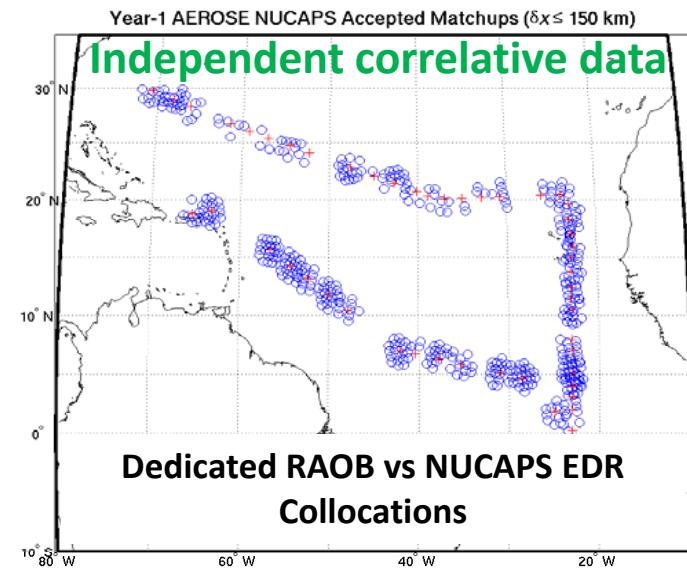 Year-1 AEROSE NUCAPS Accepted Matchups (δx ≤ 150 km)
Independent correlative data
30° N
20° N
10° N
0°
Dedicated RAOB vs NUCAPS EDR
Collocations
10° S
80° W 60° W 40° W 20° W